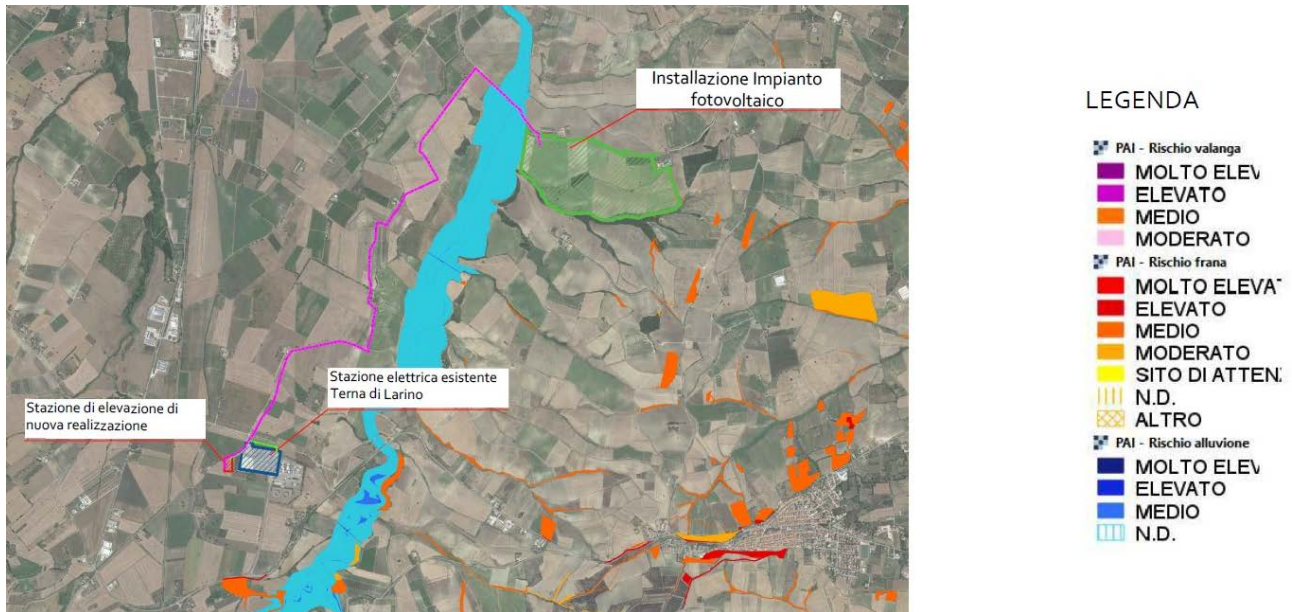 Installazione Impianto
fotovoltaico
Stazione elettrica esistente
Terna di Larino
Stazione di elevazione di
nuova realizzazione
LEGENDA
PAI - Rischio valanga
MOLTO ELEV
ELEVATO
MEDIO
MODERATO
PAI - Rischio frana
MOLTO ELEVA
ELEVATO
MEDIO
MODERATO
SITO DI ATTEN
N.D.
ALTRO
PAI - Rischio alluvione
MOLTO ELEV
ELEVATO
MEDIO
N.D.